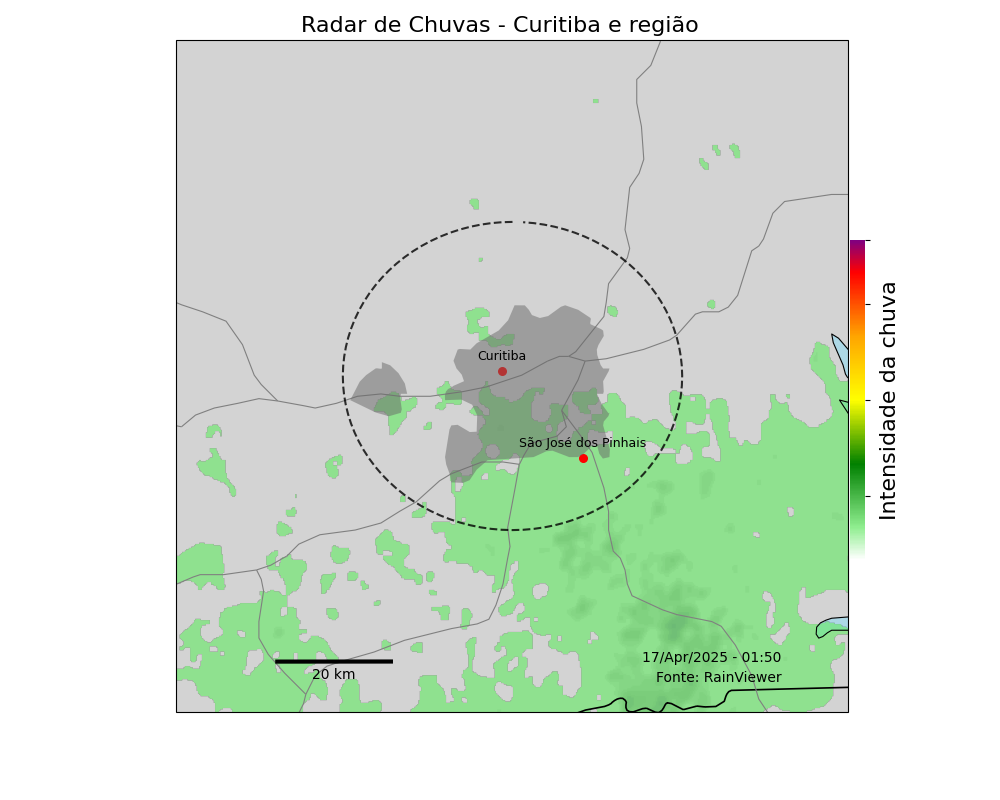 Radar de Chuvas - Curitiba e região
Curitiba
São José dos Pinhais
Intensidade da chuva
17/Apr/2025 - 01:50
Fonte: RainViewer
20 km